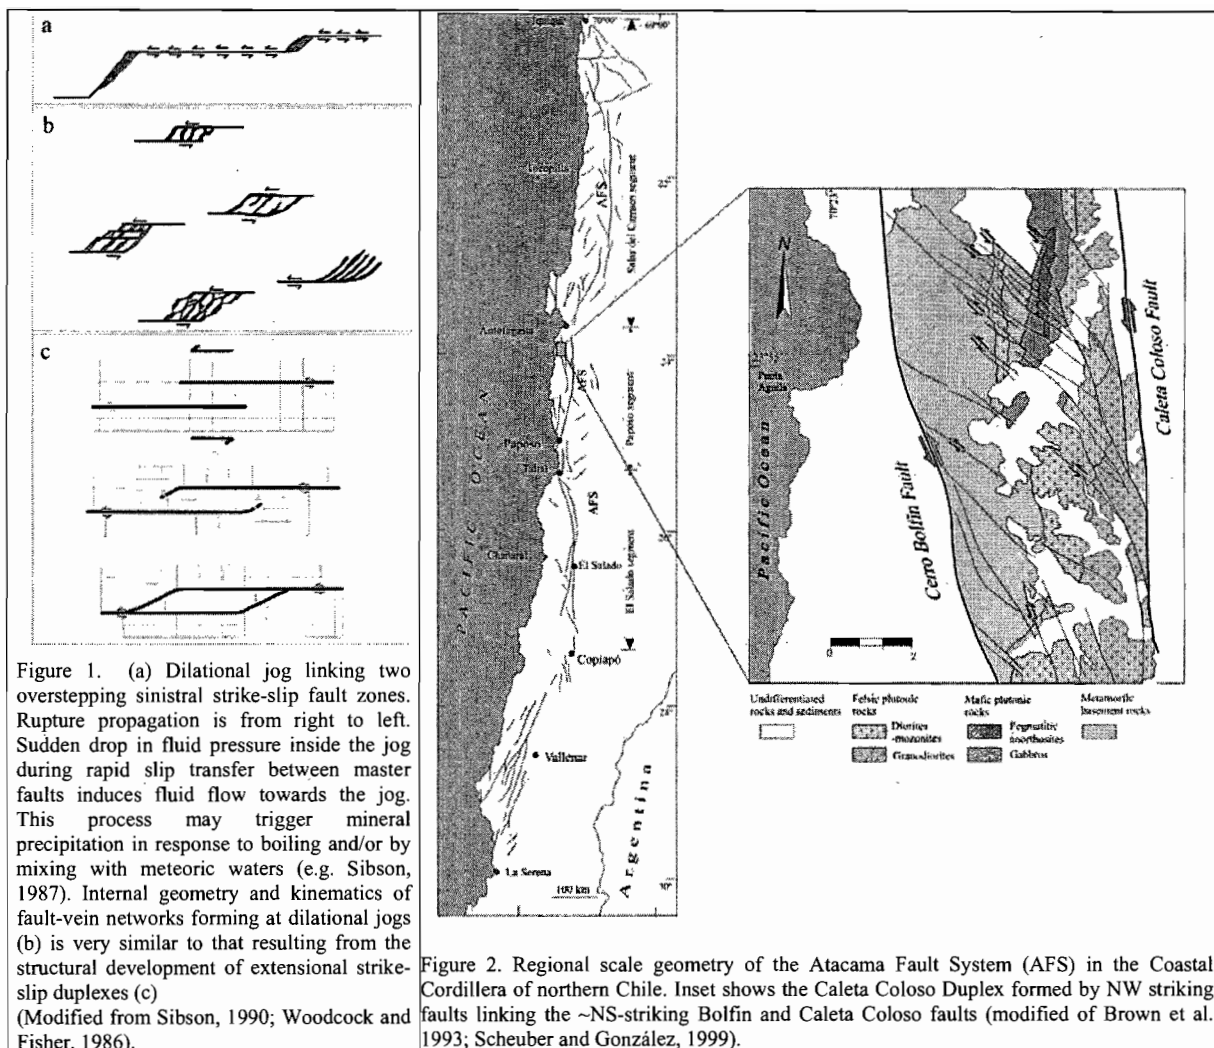 a
b
c
Figure 1. (a) Dilational jog linking two
overstepping sinistral strike-slip fault zones.
Rupture propagation is from right to left.
Sudden drop in fluid pressure inside the jog
during rapid slip transfer between master
faults induces fluid flow towards the jog.
This process may trigger mineral
precipitation in response to boiling and/or by
mixing with meteoric waters (e.g. Sibson,
1987). Internal geometry and kinematics of
fault-vein networks forming at dilational jogs
(b) is very similar to that resulting from the
structural development of extensional strike-
slip duplexes (c)
(Modified from Sibson, 1990; Woodcock and
Fisher, 1986).
70°00'
Tocopilla
AFS
Salar del Carmen segment
Antofagasta
AFS
Paposo segment
Paposo
Taltal
AFS
PACIFIC OCEAN
Chañaral
El Salado
El Salado segment
Copiapó
Vallenar
Argentina
La Serena
100 km
30°
N
Punta
Pacific Ocean
Cerro Bolfin Fault
Caleta Coloso Fault
0 2
Undifferentiated
rocks and sediments
Felsic plutonic
rocks
Diorites
-monzonites
Granodiorites
Mafic plutonic
rocks
Pegmatitic
anorthosites
Gabbros
Metamorfic
basement rocks
Figure 2. Regional scale geometry of the Atacama Fault System (AFS) in the Coastal
Cordillera of northern Chile. Inset shows the Caleta Coloso Duplex formed by NW striking
faults linking the ~NS-striking Bolfin and Caleta Coloso faults (modified of Brown et al.
1993; Scheuber and González, 1999).